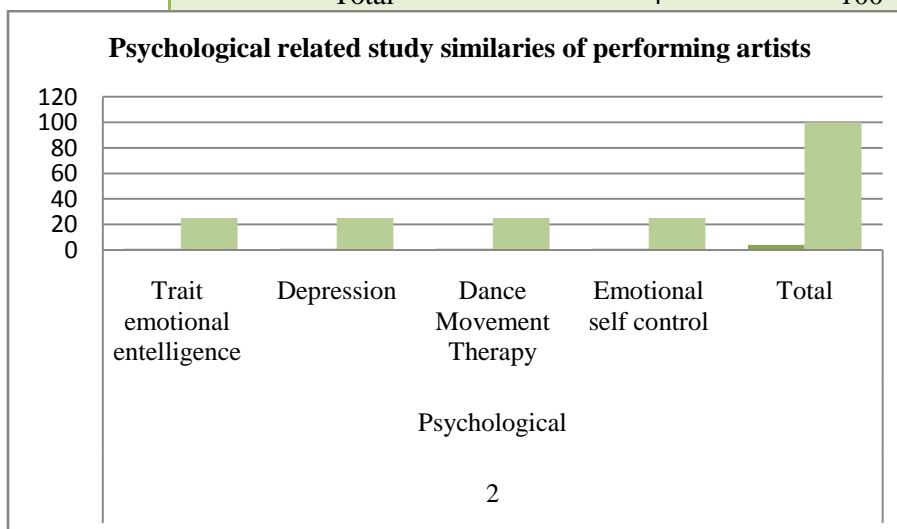 Total 4 100
Psychological related study similaries of performing artists
120
100
80
60
40
20
0
Trait emotional entelligence
Depression
Dance Movement Therapy
Emotional self control
Total
Psychological
2